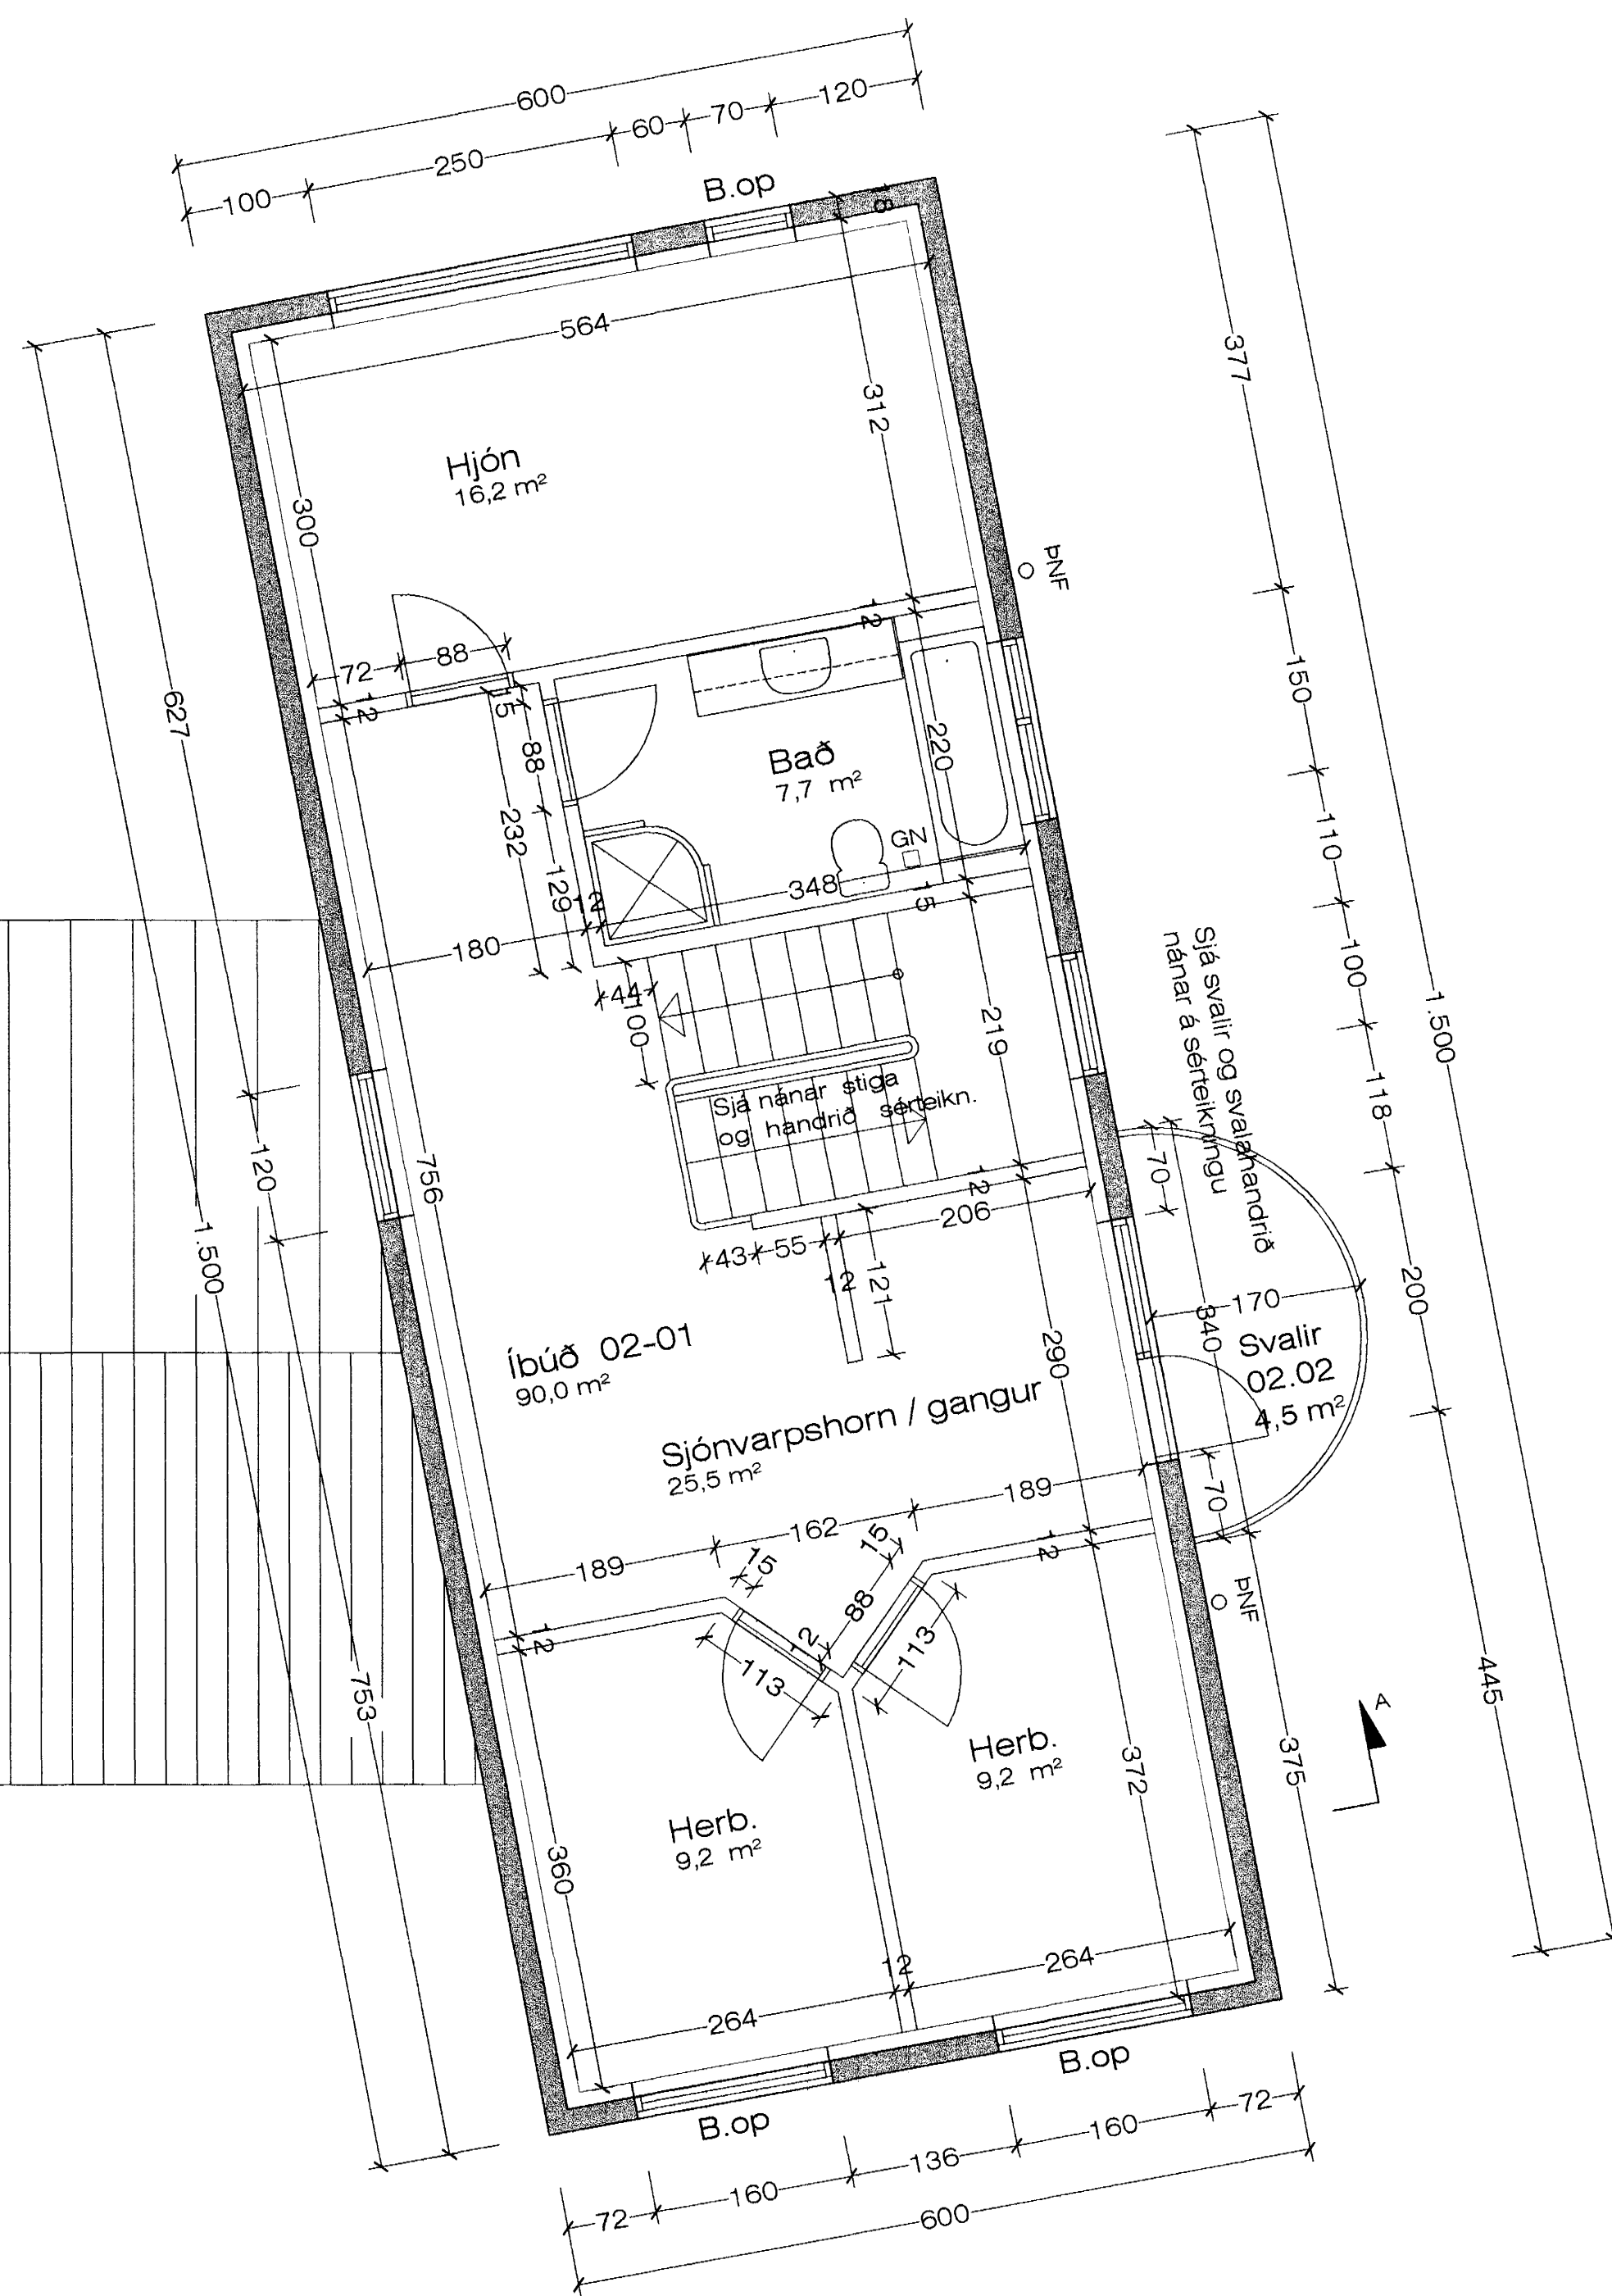 600
100 250 60 70 120
B.op
18
564
312
377
Hjón
16,2 m²
300
ÞNF
72 88
12
12
15
88
232
129
627
Bað
7,7 m²
220
150
GN
110
348
12
15
180
44
100
219
Sjá svalir og svalahandrið
nánar á sérteikningu
100
1.500
118
Sjá nánar stiga
og handrið sérteikn.
70
12
206
43 55
12
121
756
120
1.500
200
170
340
290
Svalir
02.02
4,5 m²
Íbúð 02-01
90,0 m²
Sjónvarpshorn / gangur
25,5 m²
70
189 162 189
15
15
88
12
12
12
113
113
ÞNF
753
445
A
Herb.
9,2 m²
372
375
Herb.
9,2 m²
360
12
264
264
B.op
B.op
72 160 136 160 72
600